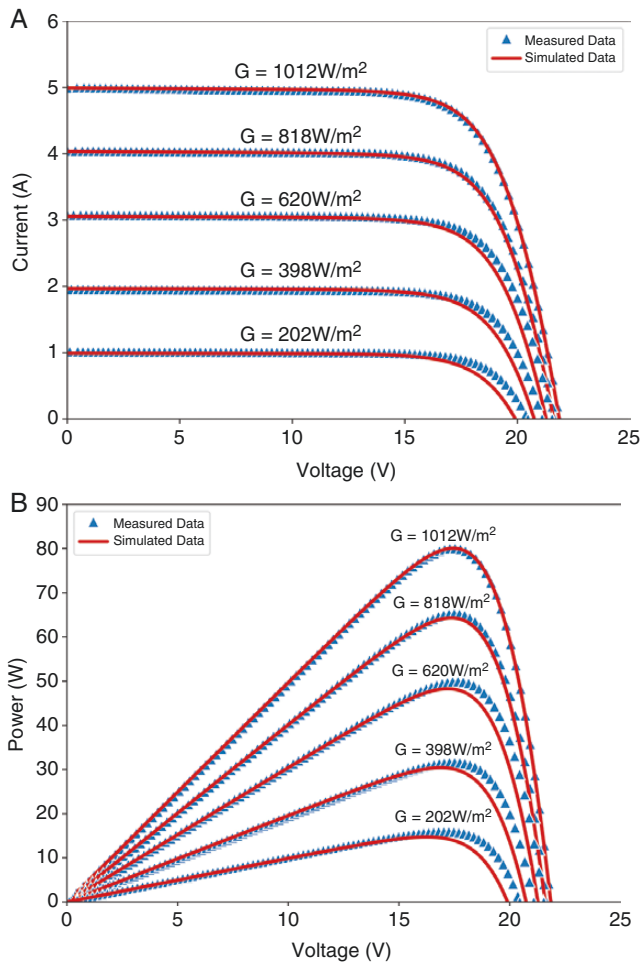 A
6
5
4
3
2
1
0
Current (A)
Measured Data
Simulated Data
G = 1012W/m²
G = 818W/m²
G = 620W/m²
G = 398W/m²
G = 202W/m²
0 5 10 15 20 25
Voltage (V)
B
90
80
70
60
50
40
30
20
10
0
Power (W)
Measured Data
Simulated Data
G = 1012W/m²
G = 818W/m²
G = 620W/m²
G = 398W/m²
G = 202W/m²
0 5 10 15 20 25
Voltage (V)